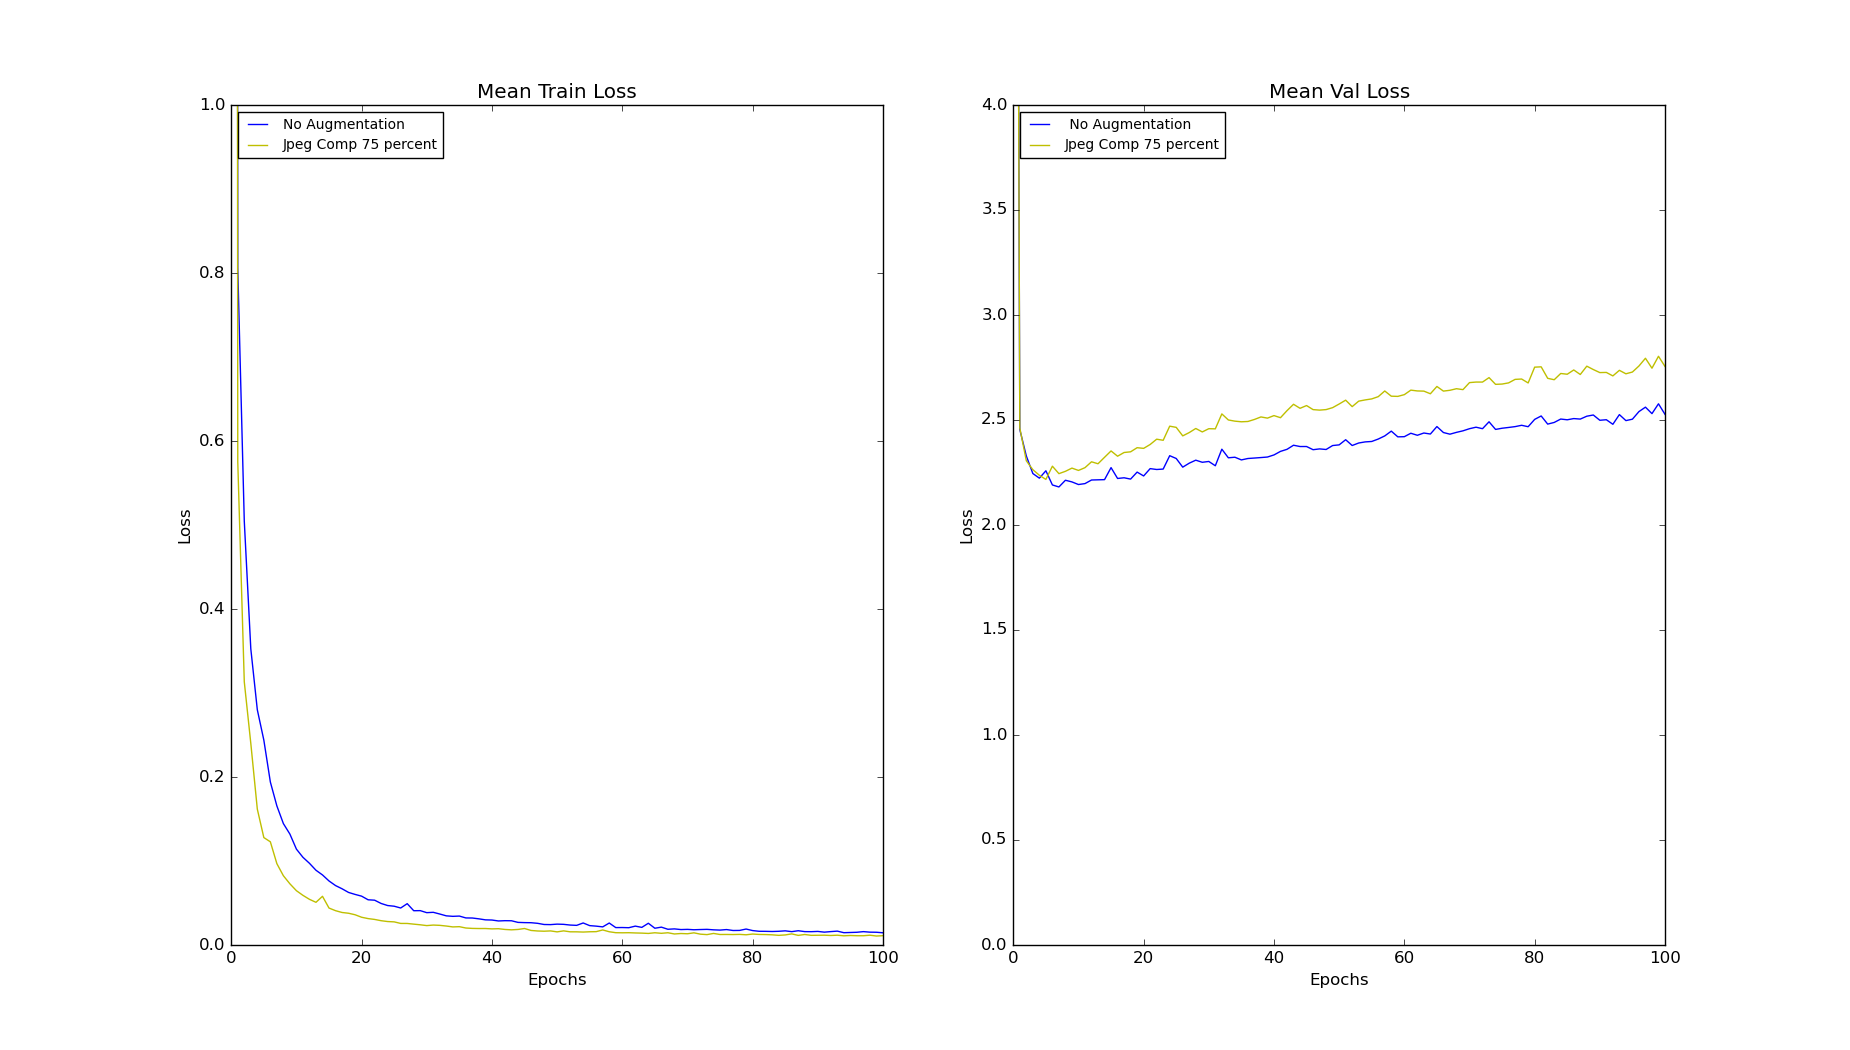 Mean Train Loss
1.0
0.8
0.6
0.4
0.2
0.0
Loss
No Augmentation
Jpeg Comp 75 percent
0 20 40 60 80 100
Epochs
Mean Val Loss
4.0
3.5
3.0
2.5
2.0
1.5
1.0
0.5
0.0
Loss
No Augmentation
Jpeg Comp 75 percent
0 20 40 60 80 100
Epochs